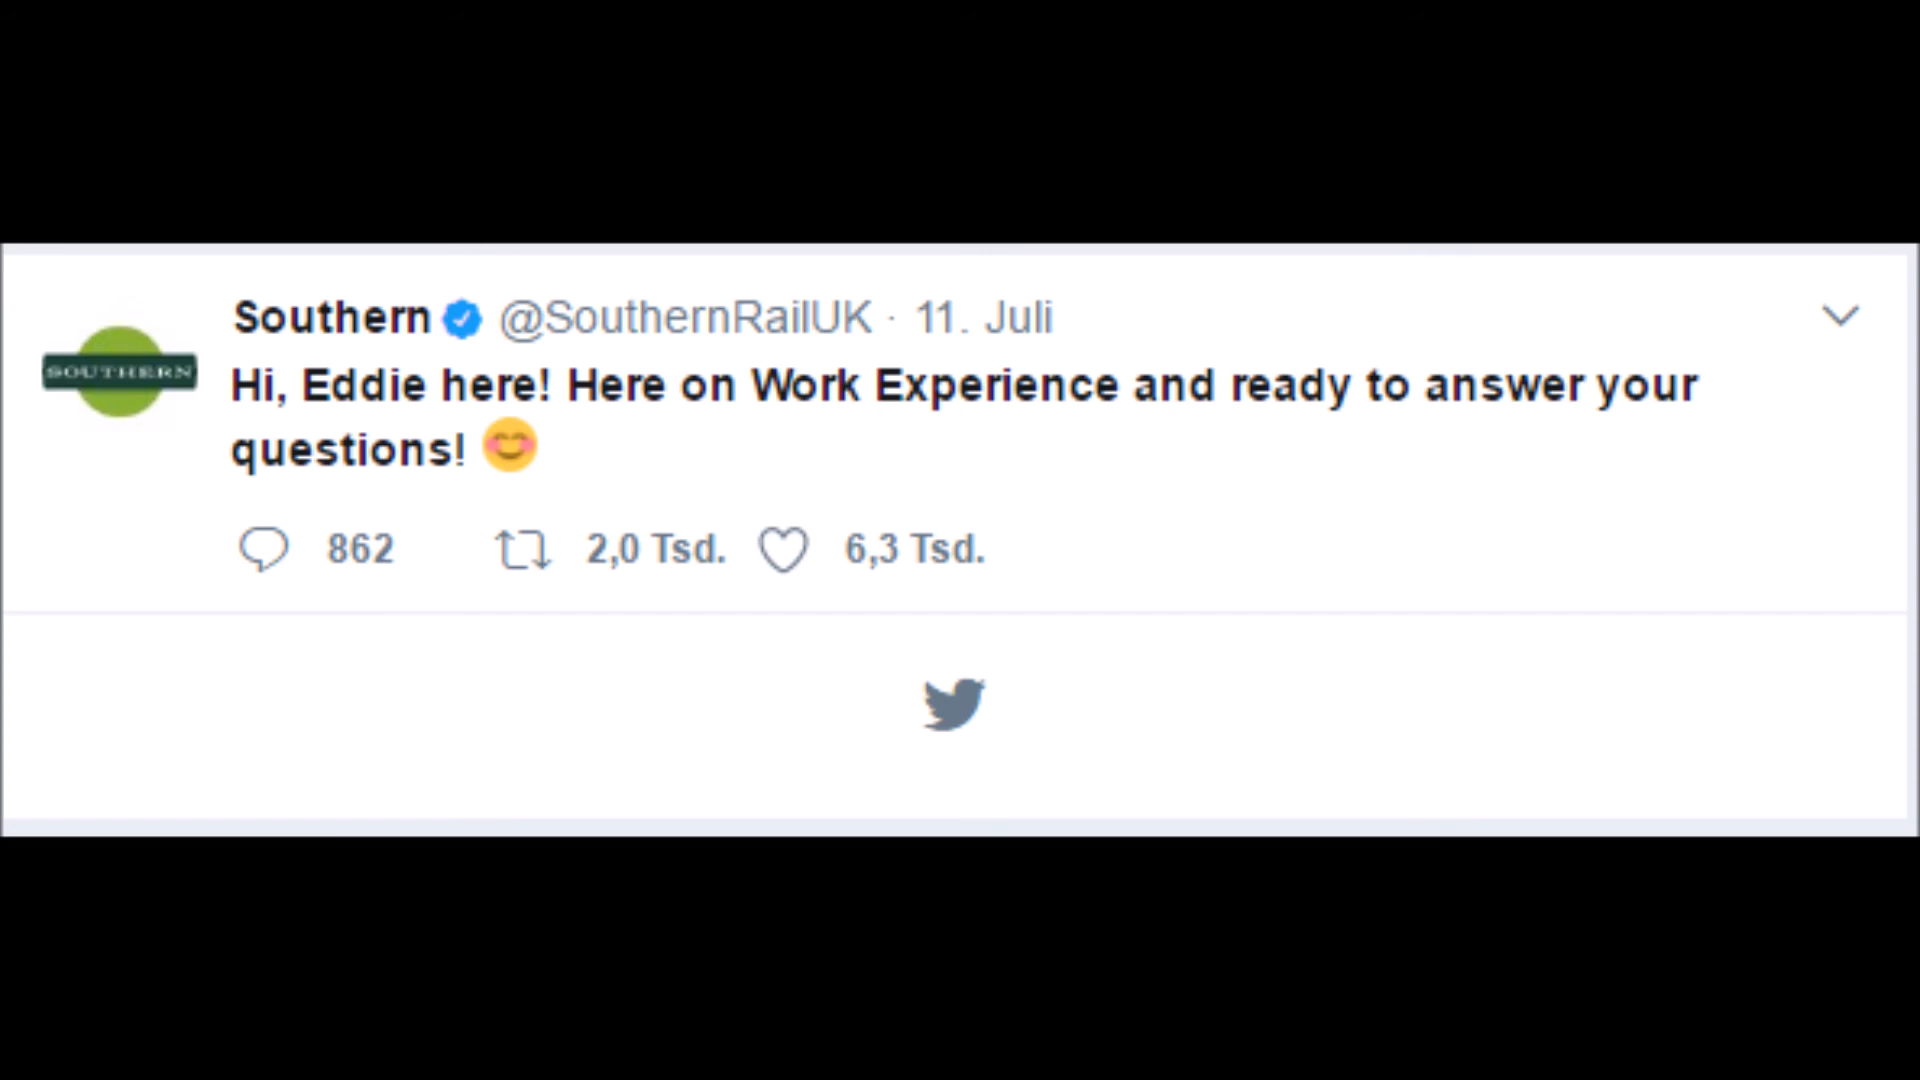 Southern @SouthernRailUK · 11. Juli
SOUTHERN
Hi, Eddie here! Here on Work Experience and ready to answer your
questions! 😊
862 2,0 Tsd. 6,3 Tsd.